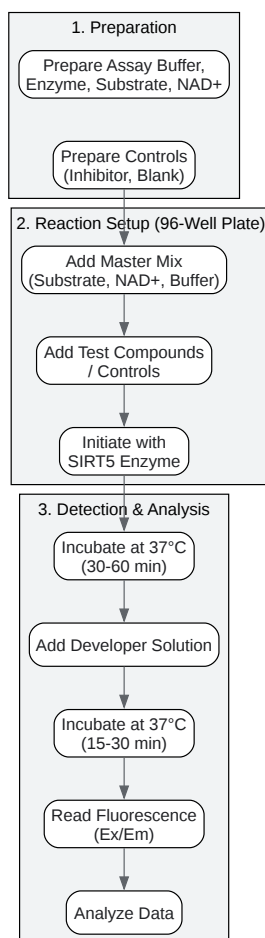 1. Preparation
Prepare Assay Buffer,
Enzyme, Substrate, NAD+
Prepare Controls
(Inhibitor, Blank)
2. Reaction Setup (96-Well Plate)
Add Master Mix
(Substrate, NAD+, Buffer)
Add Test Compounds
/ Controls
Initiate with
SIRT5 Enzyme
3. Detection & Analysis
Incubate at 37°C
(30-60 min)
Add Developer Solution
Incubate at 37°C
(15-30 min)
Read Fluorescence
(Ex/Em)
Analyze Data